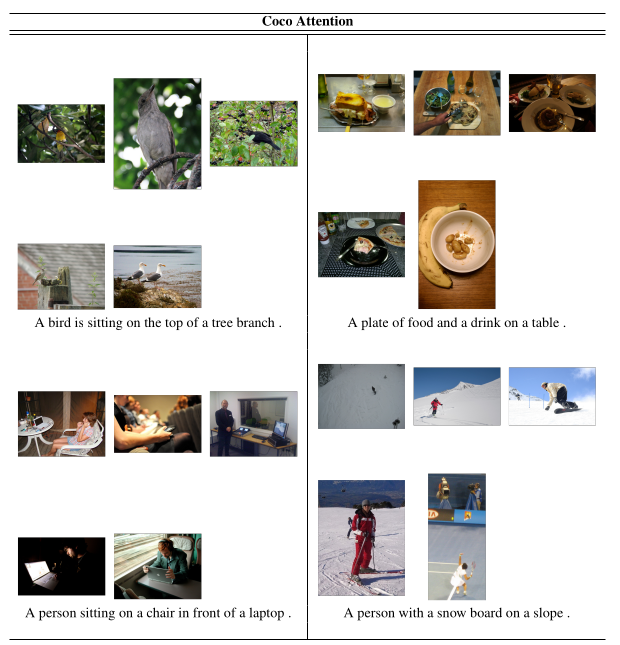 Coco Attention
A bird is sitting on the top of a tree branch .
A plate of food and a drink on a table .
A person sitting on a chair in front of a laptop .
A person with a snow board on a slope .